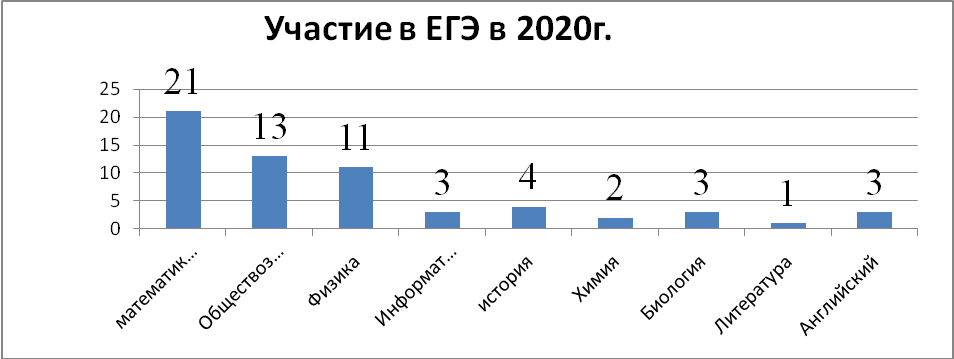 Участие в ЕГЭ в 2020г.
25
20
15
10
5
0
21
13
11
3
4
2
3
1
3
математик...
Обществоз...
Физика
Информат...
история
Химия
Биология
Литература
Английский